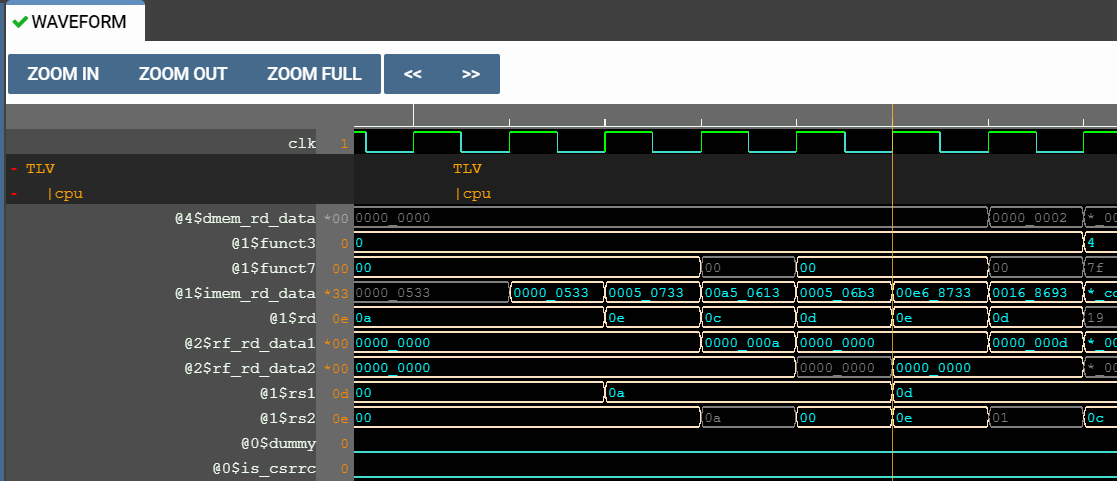 WAVEFORM
ZOOM IN ZOOM OUT ZOOM FULL << >>
clk 1
- TLV TLV
- |cpu |cpu
@4$dmem_rd_data *00 0000_0000 0000_0002 *_00
@1$funct3 0 0 4
@1$funct7 00 00 00 00 00 7f
@1$imem_rd_data *33 0000_0533 0000_0533 0005_0733 00a5_0613 0005_06b3 00e6_8733 0016_8693 *_cc
@1$rd 0e 0a 0e 0c 0d 0e 0d 19
@2$rf_rd_data1 *00 0000_0000 0000_000a 0000_0000 0000_000d *_00
@2$rf_rd_data2 *00 0000_0000 0000_0000 0000_0000 *_00
@1$rs1 0d 00 0a 0d
@1$rs2 0e 00 0a 00 0e 01 0c
@0$dummy 0
@0$is_csrrc 0